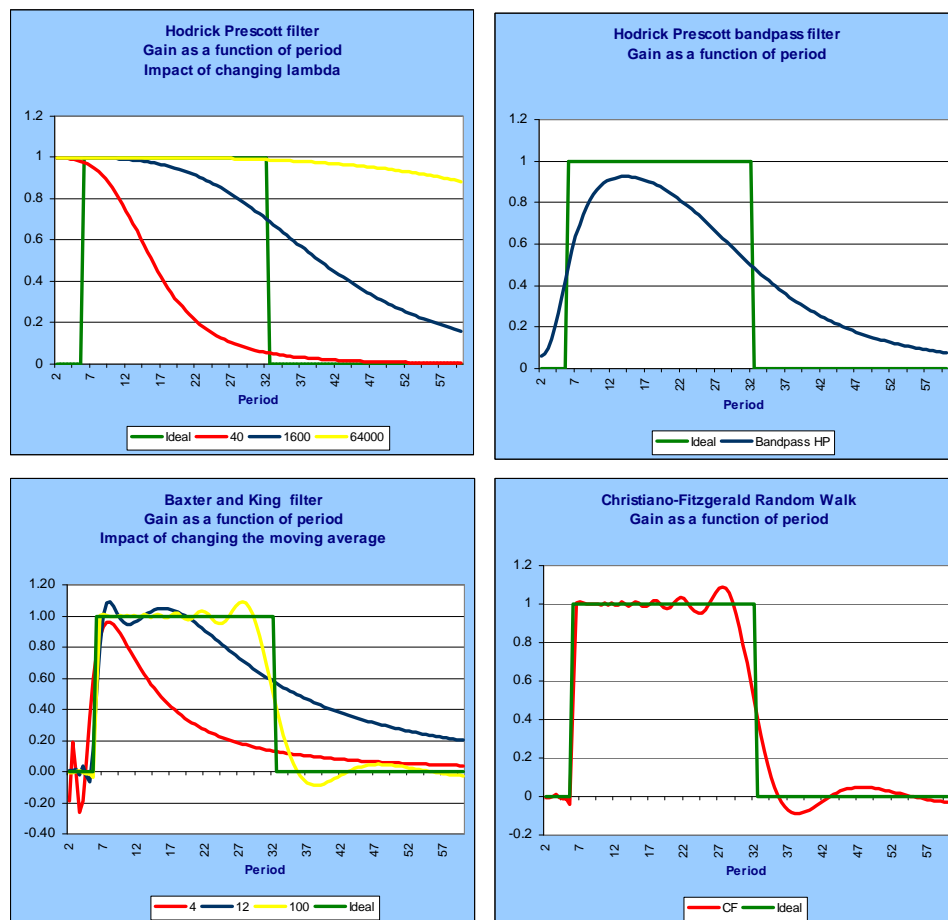 Hodrick Prescott filter
Gain as a function of period
Impact of changing lambda
1.2
1
0.8
0.6
0.4
0.2
0
2 7 12 17 22 27 32 37 42 47 52 57
Period
Ideal 40 1600 64000
Hodrick Prescott bandpass filter
Gain as a function of period
1.2
1
0.8
0.6
0.4
0.2
0
2 7 12 17 22 27 32 37 42 47 52 57
Period
Ideal Bandpass HP
Baxter and King filter
Gain as a function of period
Impact of changing the moving average
1.20
1.00
0.80
0.60
0.40
0.20
0.00
-0.20
-0.40
2 7 12 17 22 27 32 37 42 47 52 57
Period
4 12 100 Ideal
Christiano-Fitzgerald Random Walk
Gain as a function of period
1.2
1
0.8
0.6
0.4
0.2
0
-0.2
2 7 12 17 22 27 32 37 42 47 52 57
Period
CF Ideal